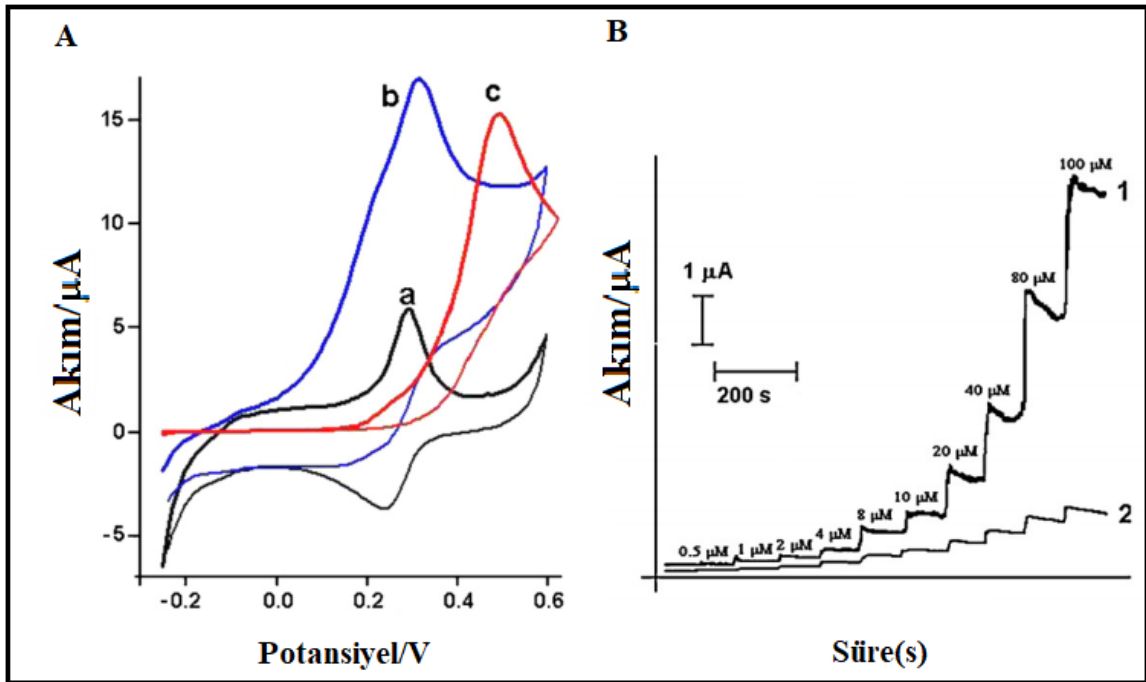 A
B
b
c
a
15
10
5
0
-5
-0.2
0.0
0.2
0.4
0.6
Akım/µA
Potansiyel/V
100 µM
1
80 µM
1 µA
200 s
40 µM
20 µM
10 µM
8 µM
4 µM
2 µM
1 µM
0.5 µM
2
Akım/µA
Süre(s)